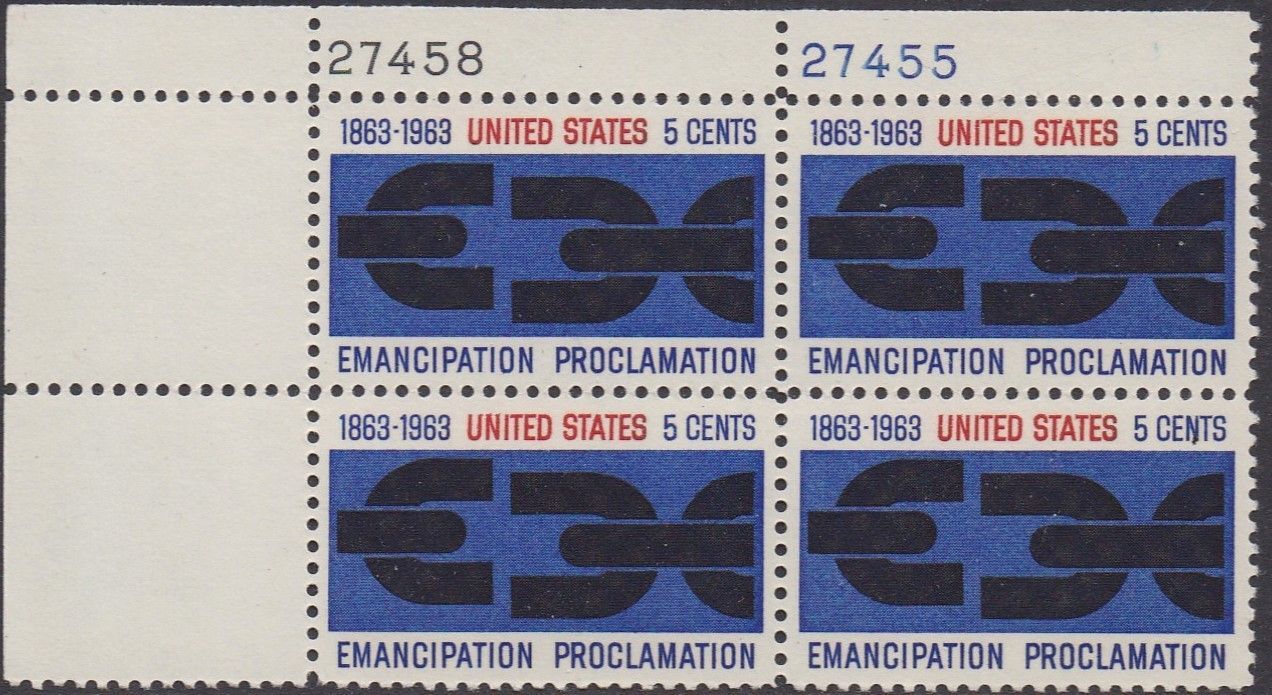 27458 27455
1863-1963 UNITED STATES 5 CENTS 1863-1963 UNITED STATES 5 CENTS
EMANCIPATION PROCLAMATION EMANCIPATION PROCLAMATION
1863-1963 UNITED STATES 5 CENTS 1863-1963 UNITED STATES 5 CENTS
EMANCIPATION PROCLAMATION EMANCIPATION PROCLAMATION